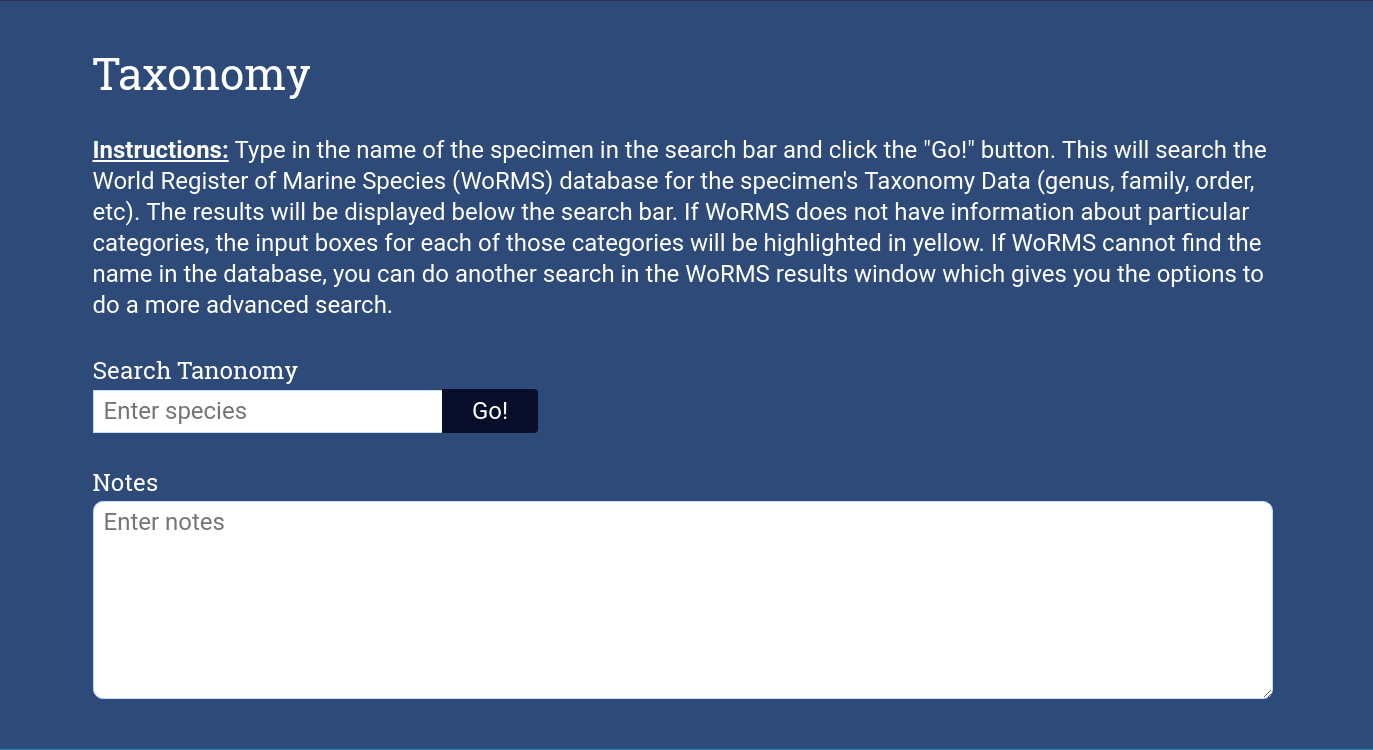 Taxonomy
Instructions: Type in the name of the specimen in the search bar and click the "Go!" button. This will search the
World Register of Marine Species (WoRMS) database for the specimen's Taxonomy Data (genus, family, order,
etc). The results will be displayed below the search bar. If WoRMS does not have information about particular
categories, the input boxes for each of those categories will be highlighted in yellow. If WoRMS cannot find the
name in the database, you can do another search in the WoRMS results window which gives you the options to
do a more advanced search.
Search Tanonomy
Enter species Go!
Notes
Enter notes